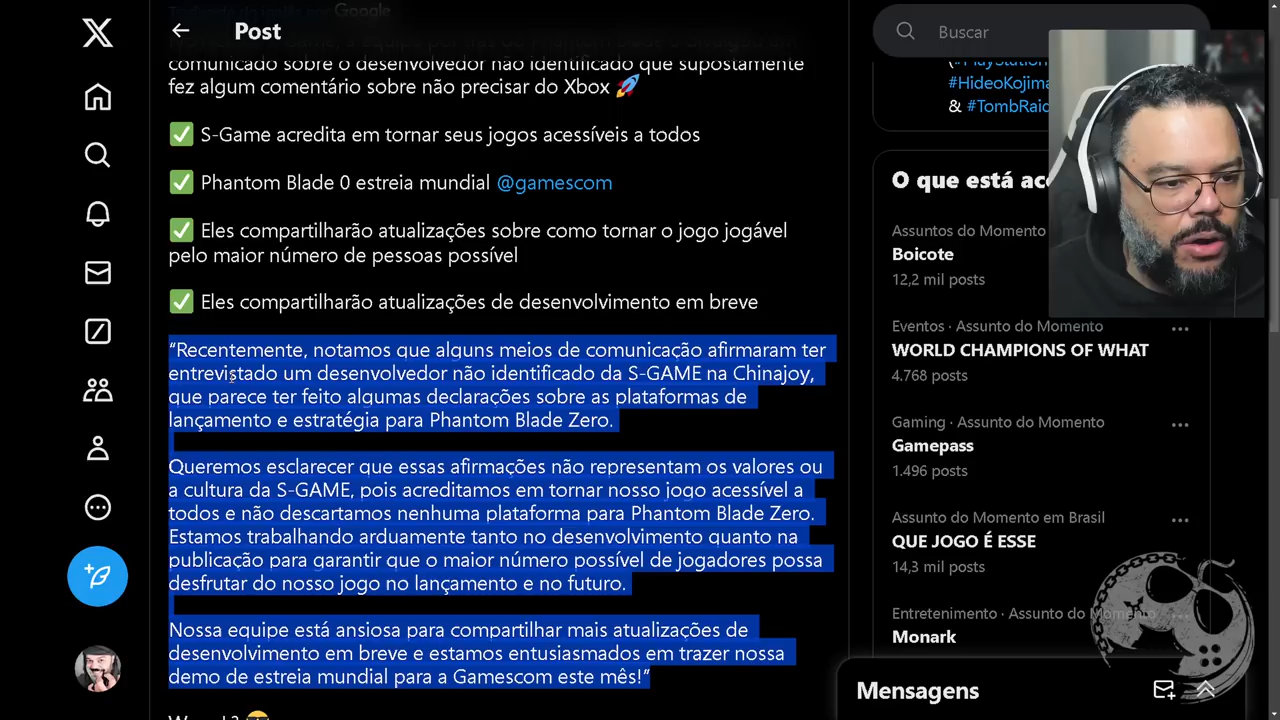 Google
Post
Buscar
comunicado sobre o desenvolvedor não identificado que supostamente
fez algum comentário sobre não precisar do Xbox 🚀
✅ S-Game acredita em tornar seus jogos acessíveis a todos
✅ Phantom Blade 0 estreia mundial @gamescom
✅ Eles compartilharão atualizações sobre como tornar o jogo jogável
pelo maior número de pessoas possível
✅ Eles compartilharão atualizações de desenvolvimento em breve
“Recentemente, notamos que alguns meios de comunicação afirmaram ter
entrevistado um desenvolvedor não identificado da S-GAME na Chinajoy,
que parece ter feito algumas declarações sobre as plataformas de
lançamento e estratégia para Phantom Blade Zero.
Queremos esclarecer que essas afirmações não representam os valores ou
a cultura da S-GAME, pois acreditamos em tornar nosso jogo acessível a
todos e não descartamos nenhuma plataforma para Phantom Blade Zero.
Estamos trabalhando arduamente tanto no desenvolvimento quanto na
publicação para garantir que o maior número possível de jogadores possa
desfrutar do nosso jogo no lançamento e no futuro.
Nossa equipe está ansiosa para compartilhar mais atualizações de
desenvolvimento em breve e estamos entusiasmados em trazer nossa
demo de estreia mundial para a Gamescom este mês!”
#HideoKojima
& #TombRaid
O que está ac
Assuntos do Momento
Boicote
12,2 mil posts
Eventos · Assunto do Momento
WORLD CHAMPIONS OF WHAT
4.768 posts
Gaming · Assunto do Momento
Gamepass
1.496 posts
Assunto do Momento em Brasil
QUE JOGO É ESSE
14,3 mil posts
Entretenimento · Assunto do Momento
Monark
Mensagens